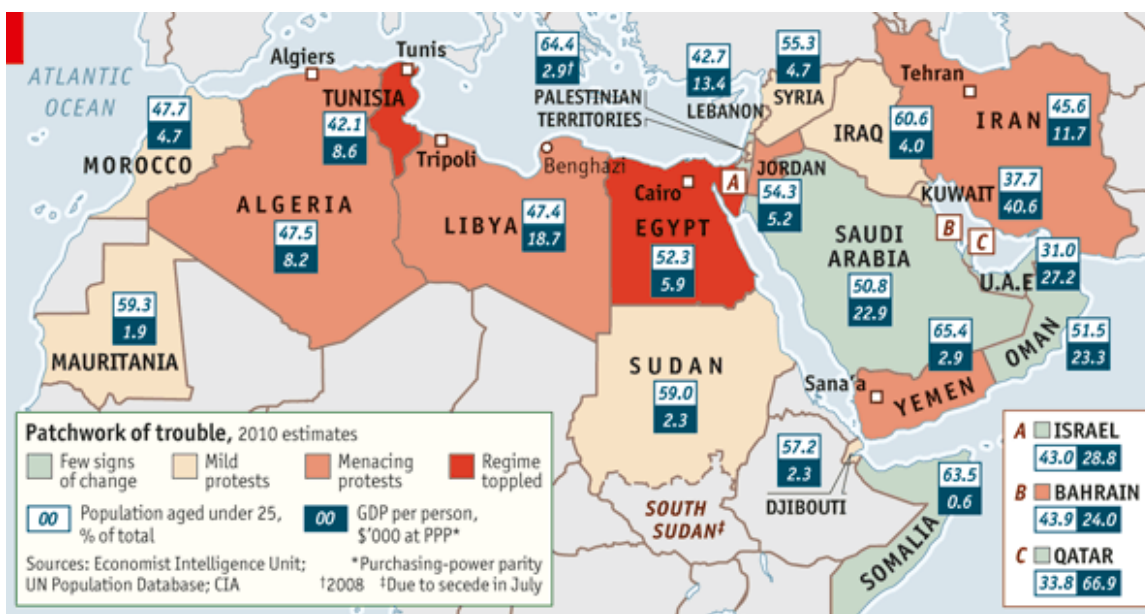 ATLANTIC
OCEAN
Algiers
Tunis
TUNISIA
42.1
8.6
47.7
4.7
MOROCCO
ALGERIA
47.5
8.2
59.3
1.9
MAURITANIA
Tripoli
Benghazi
LIBYA
47.4
18.7
64.4
2.9†
PALESTINIAN
TERRITORIES
42.7
13.4
LEBANON
55.3
4.7
SYRIA
IRAQ
60.6
4.0
Tehran
IRAN
45.6
11.7
JORDAN
54.3
5.2
A
Cairo
EGYPT
52.3
5.9
KUWAIT
37.7
40.6
B
C
SAUDI
ARABIA
50.8
22.9
U.A.E
31.0
27.2
OMAN
51.5
23.3
65.4
2.9
Sana'a
YEMEN
SUDAN
59.0
2.3
SOUTH
SUDAN‡
57.2
2.3
DJIBOUTI
63.5
0.6
SOMALIA
Patchwork of trouble, 2010 estimates
Few signs of change
Mild protests
Menacing protests
Regime toppled
00 Population aged under 25, % of total
00 GDP per person, $'000 at PPP*
Sources: Economist Intelligence Unit; *Purchasing-power parity
UN Population Database; CIA †2008 ‡Due to secede in July
A ISRAEL
43.0 28.8
B BAHRAIN
43.9 24.0
C QATAR
33.8 66.9